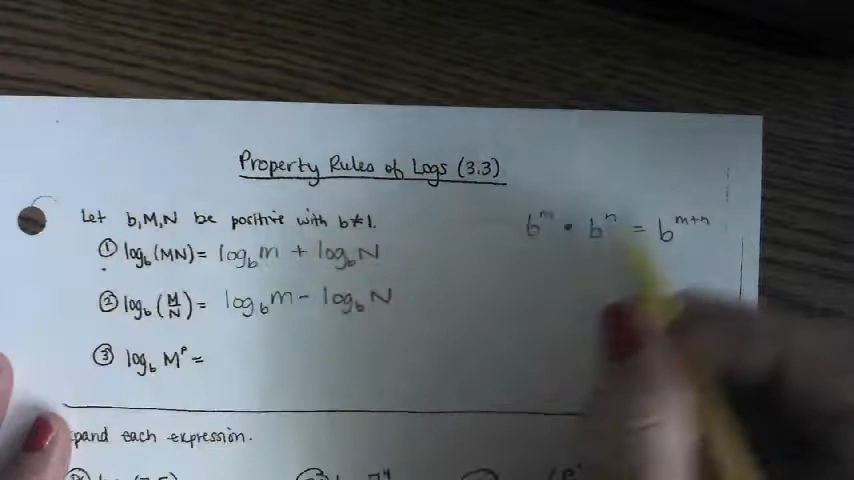 Property Rules of Logs (3.3)
Let b,M,N be positive with b≠1.
b^m • b^n = b^{m+n}
① log_b(MN) = log_b m + log_b N
② log_b(M/N) = log_b m - log_b N
③ log_b M^P =
pand each expression.